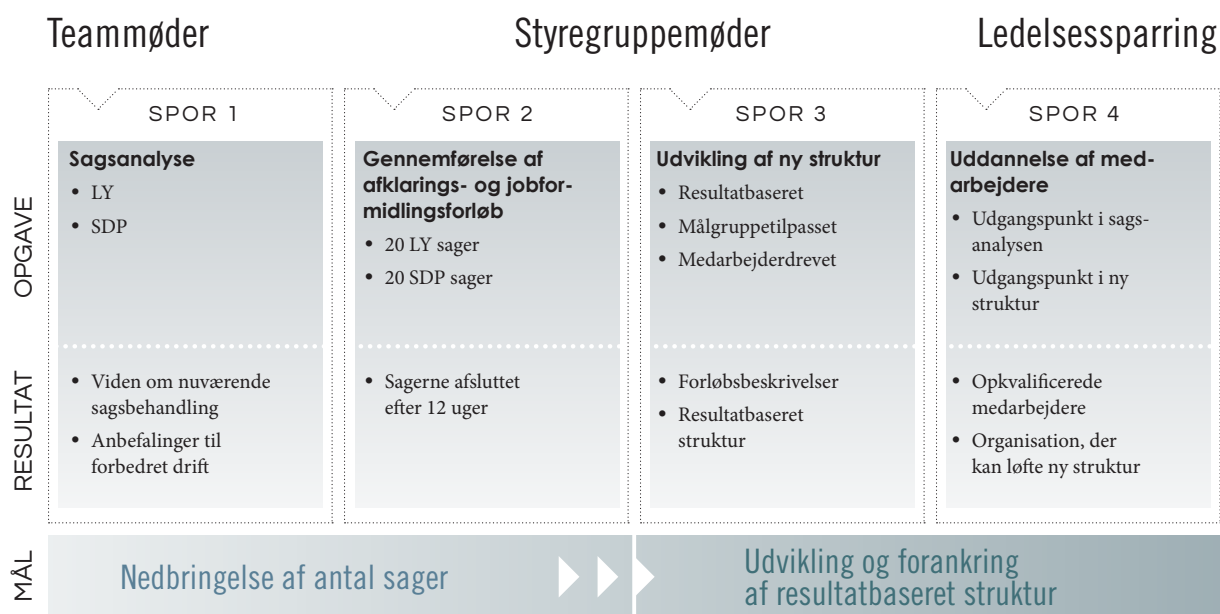 Teammøder
Styregruppemøder
Ledelsessparring
SPOR 1
SPOR 2
SPOR 3
SPOR 4
OPGAVE
Sagsanalyse
• LY
• SDP
Gennemførelse af
afklarings- og jobfor-
midlingsforløb
• 20 LY sager
• 20 SDP sager
Udvikling af ny struktur
• Resultatbaseret
• Målgruppetilpasset
• Medarbejderdrevet
Uddannelse af med-
arbejdere
• Udgangspunkt i sags-
analysen
• Udgangspunkt i ny
struktur
RESULTAT
• Viden om nuværende
sagsbehandling
• Anbefalinger til
forbedret drift
• Sagerne afsluttet
efter 12 uger
• Forløbsbeskrivelser
• Resultatbaseret
struktur
• Opkvalificerede
medarbejdere
• Organisation, der
kan løfte ny struktur
MÅL
Nedbringelse af antal sager
Udvikling og forankring
af resultatbaseret struktur